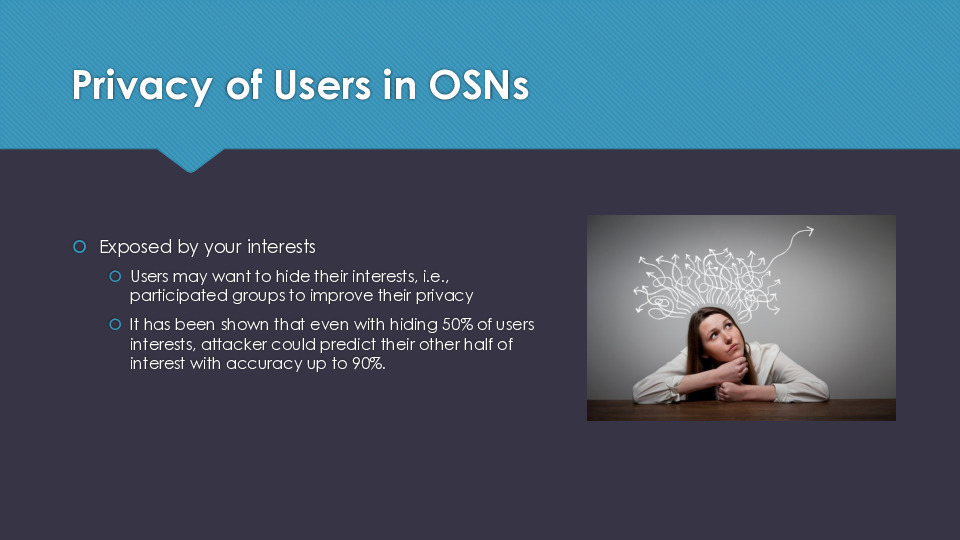 Privacy of Users in OSNs
Exposed by your interests
Users may want to hide their interests, i.e.,
participated groups to improve their privacy
It has been shown that even with hiding 50% of users
interests, attacker could predict their other half of
interest with accuracy up to 90%.